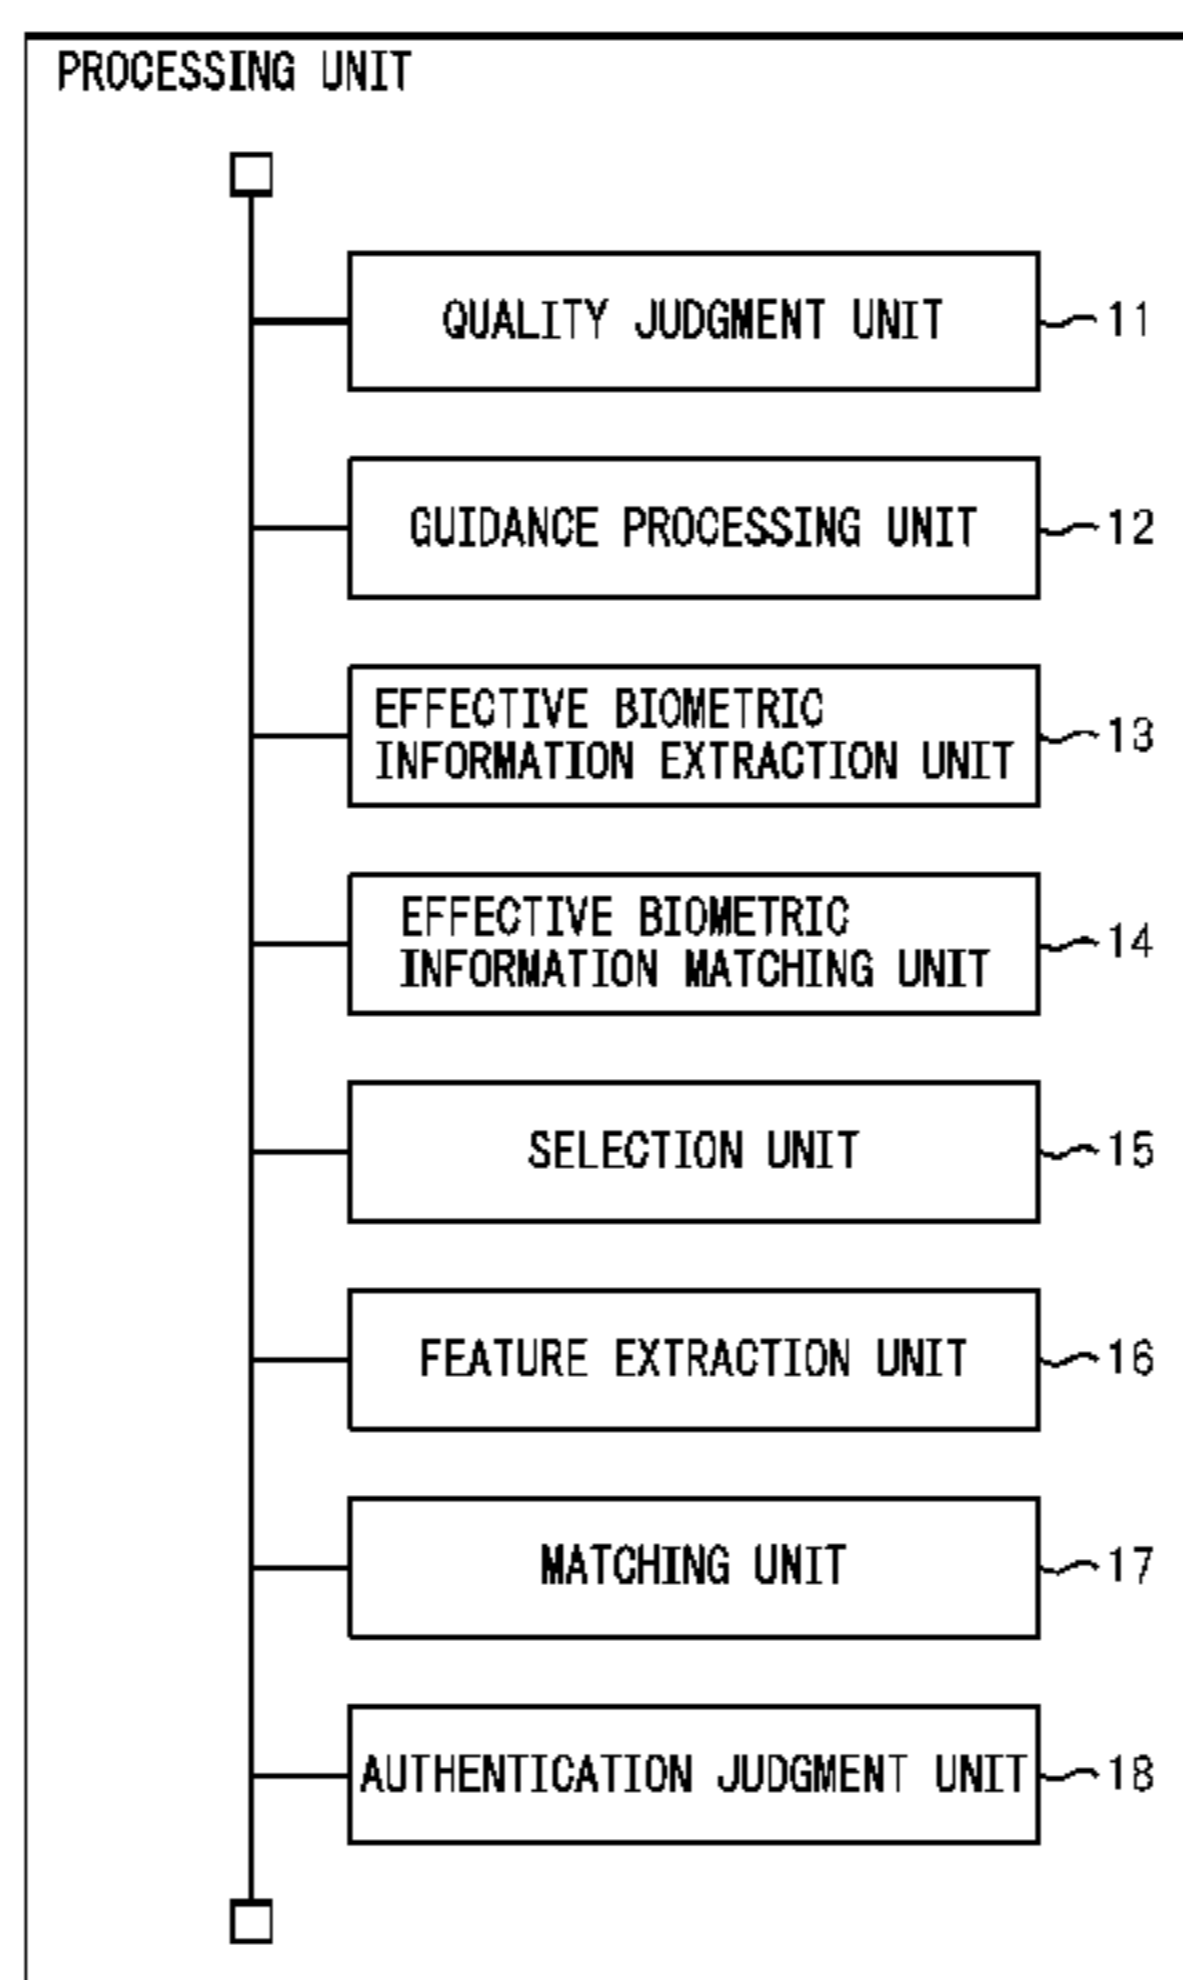 PROCESSING UNIT
QUALITY JUDGMENT UNIT
11
GUIDANCE PROCESSING UNIT
12
EFFECTIVE BIOMETRIC
INFORMATION EXTRACTION UNIT
13
EFFECTIVE BIOMETRIC
INFORMATION MATCHING UNIT
14
SELECTION UNIT
15
FEATURE EXTRACTION UNIT
16
MATCHING UNIT
17
AUTHENTICATION JUDGMENT UNIT
18